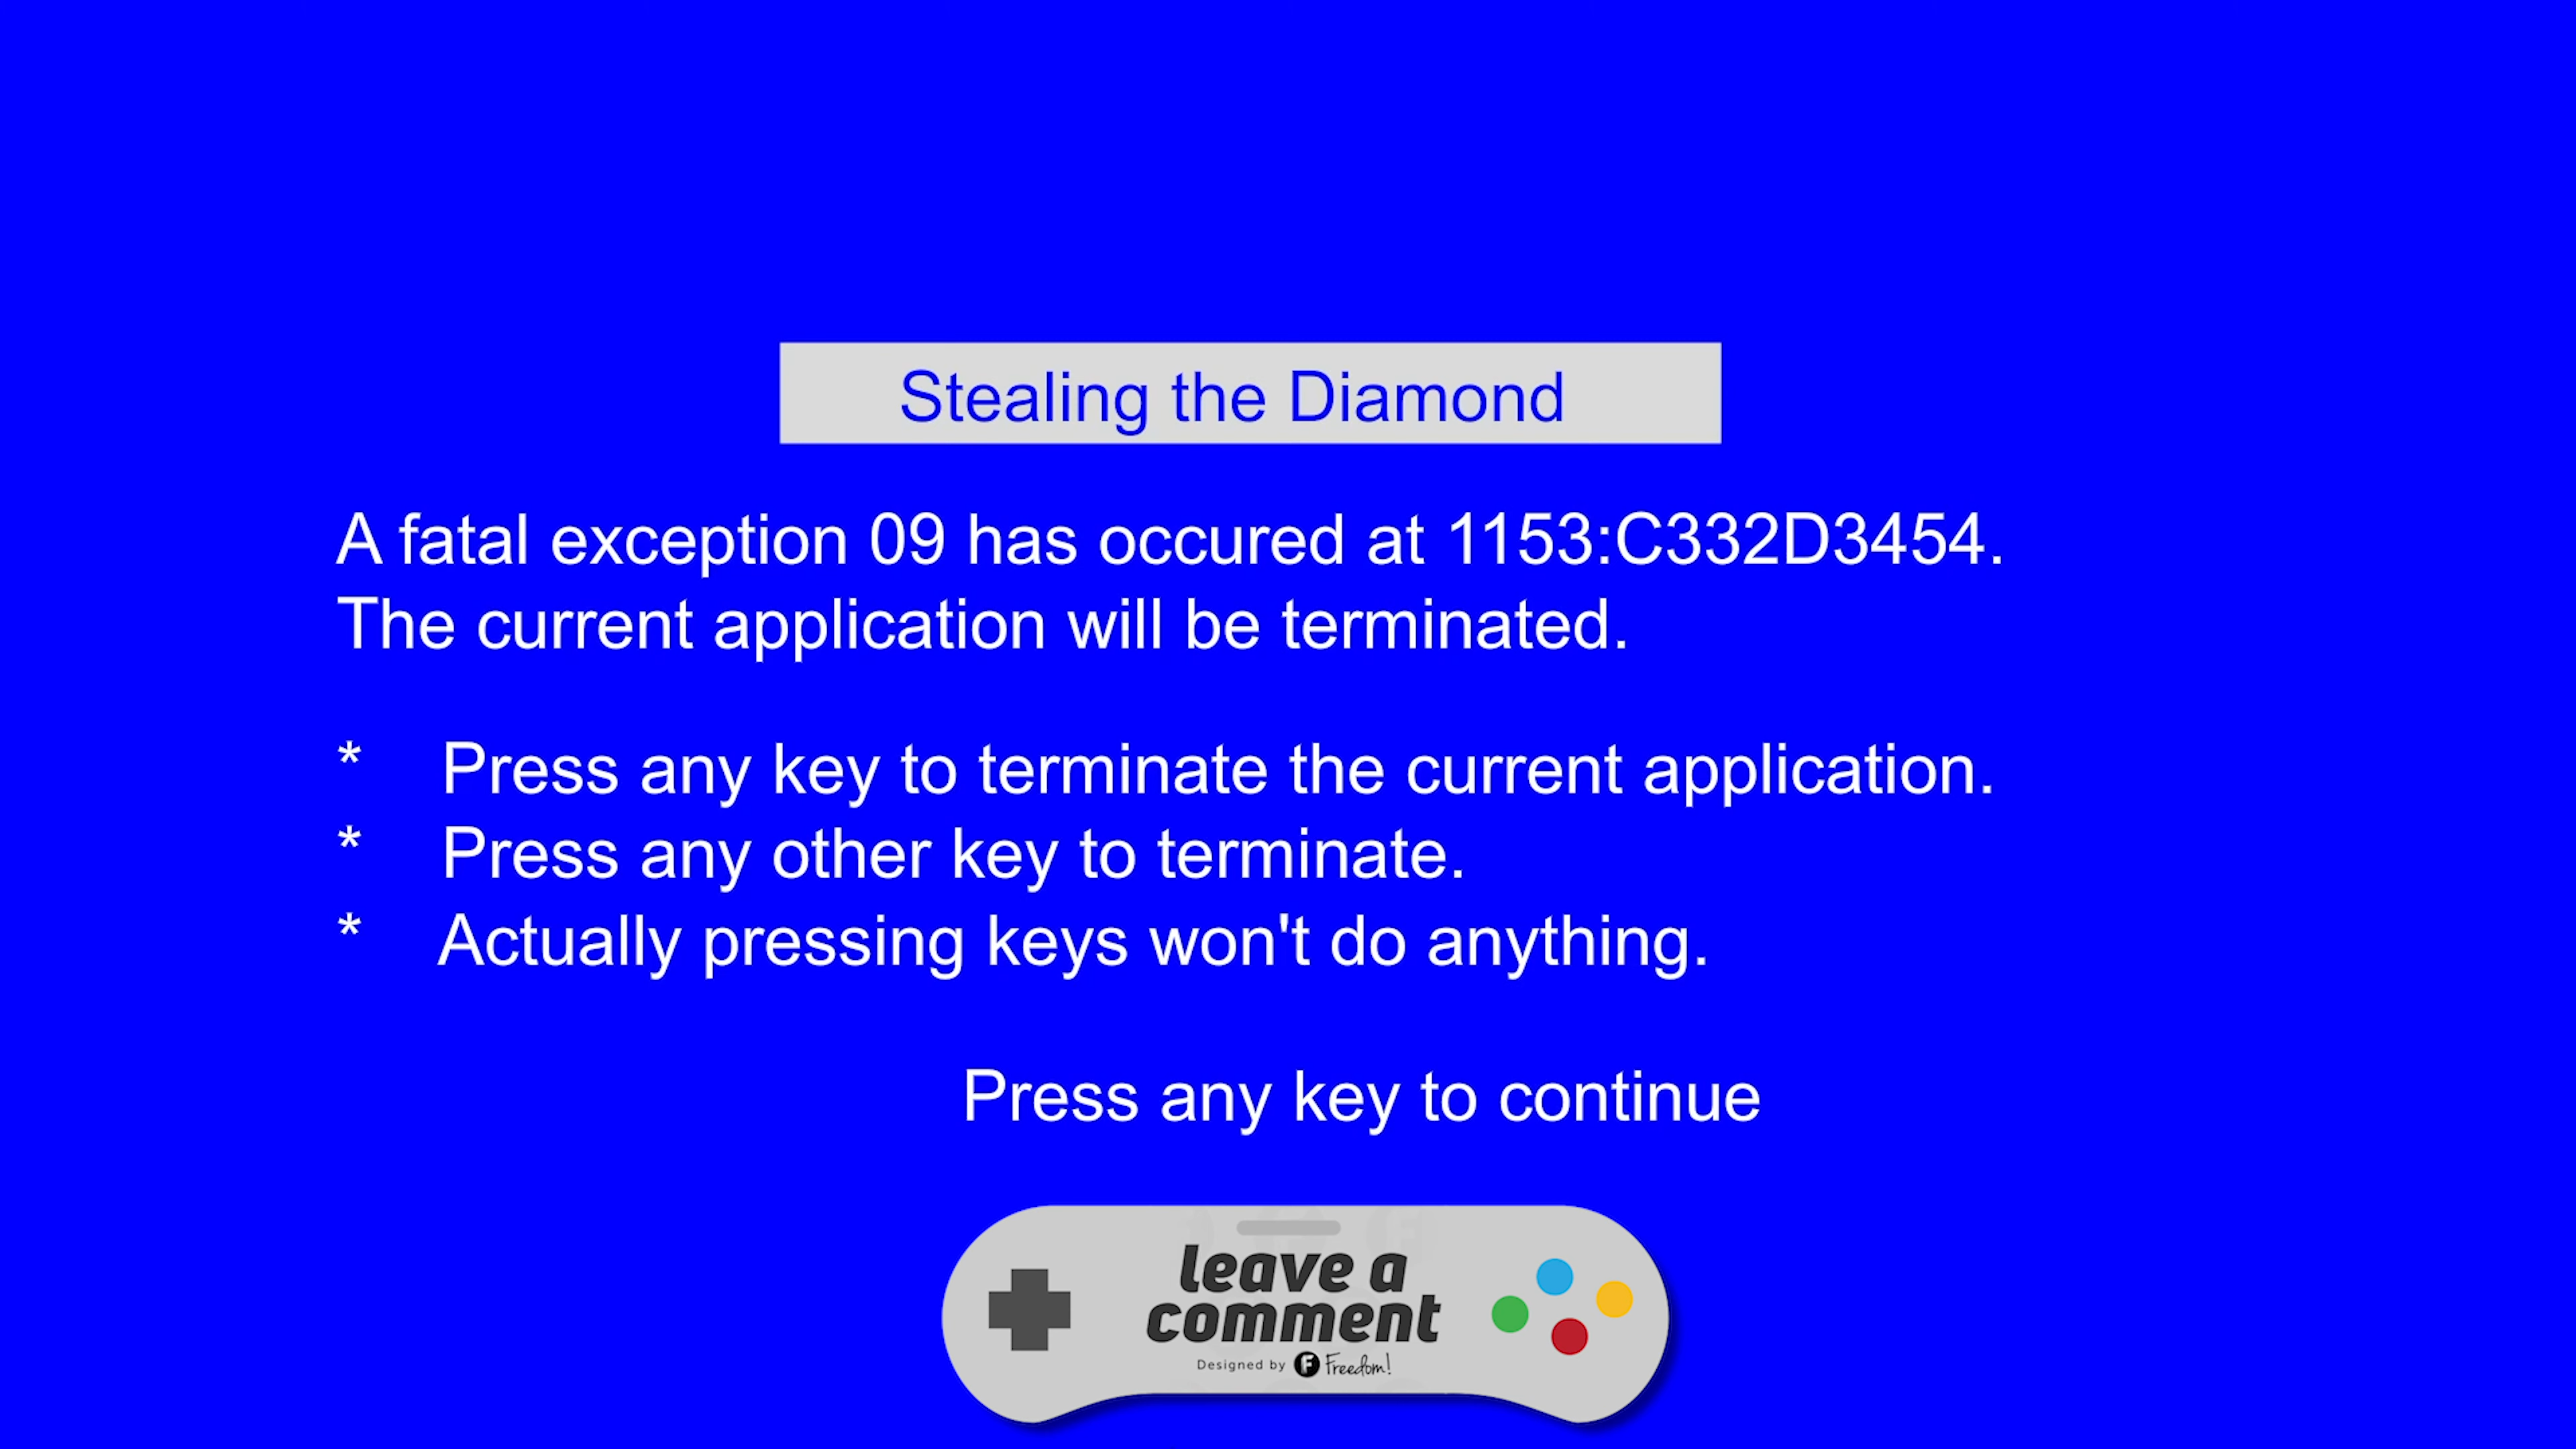 Stealing the Diamond
A fatal exception 09 has occured at 1153:C332D3454.
The current application will be terminated.
* Press any key to terminate the current application.
* Press any other key to terminate.
* Actually pressing keys won't do anything.
Press any key to continue
leave a
comment
Designed by F Freedom!